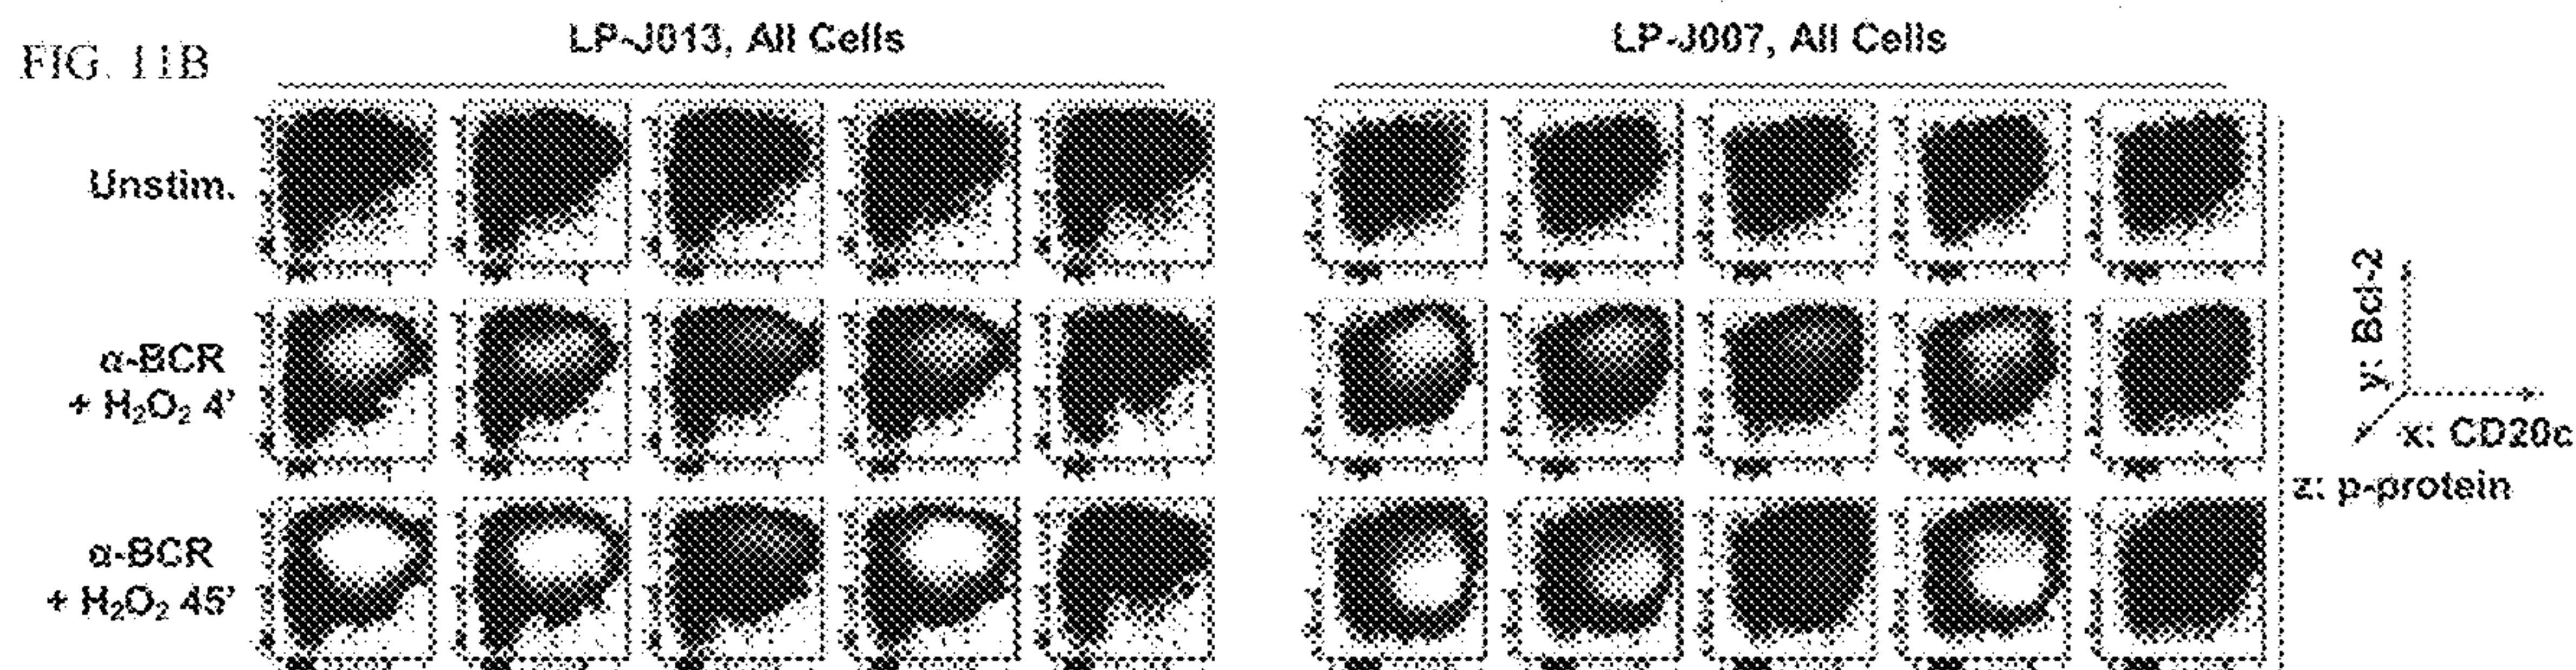 FIG. 11B
LP-J013, All Cells
LP-J007, All Cells
Unstim.
α-BCR
+ H₂O₂ 4’
α-BCR
+ H₂O₂ 45’
y: Bcl-2
x: CD20c
z: p-protein